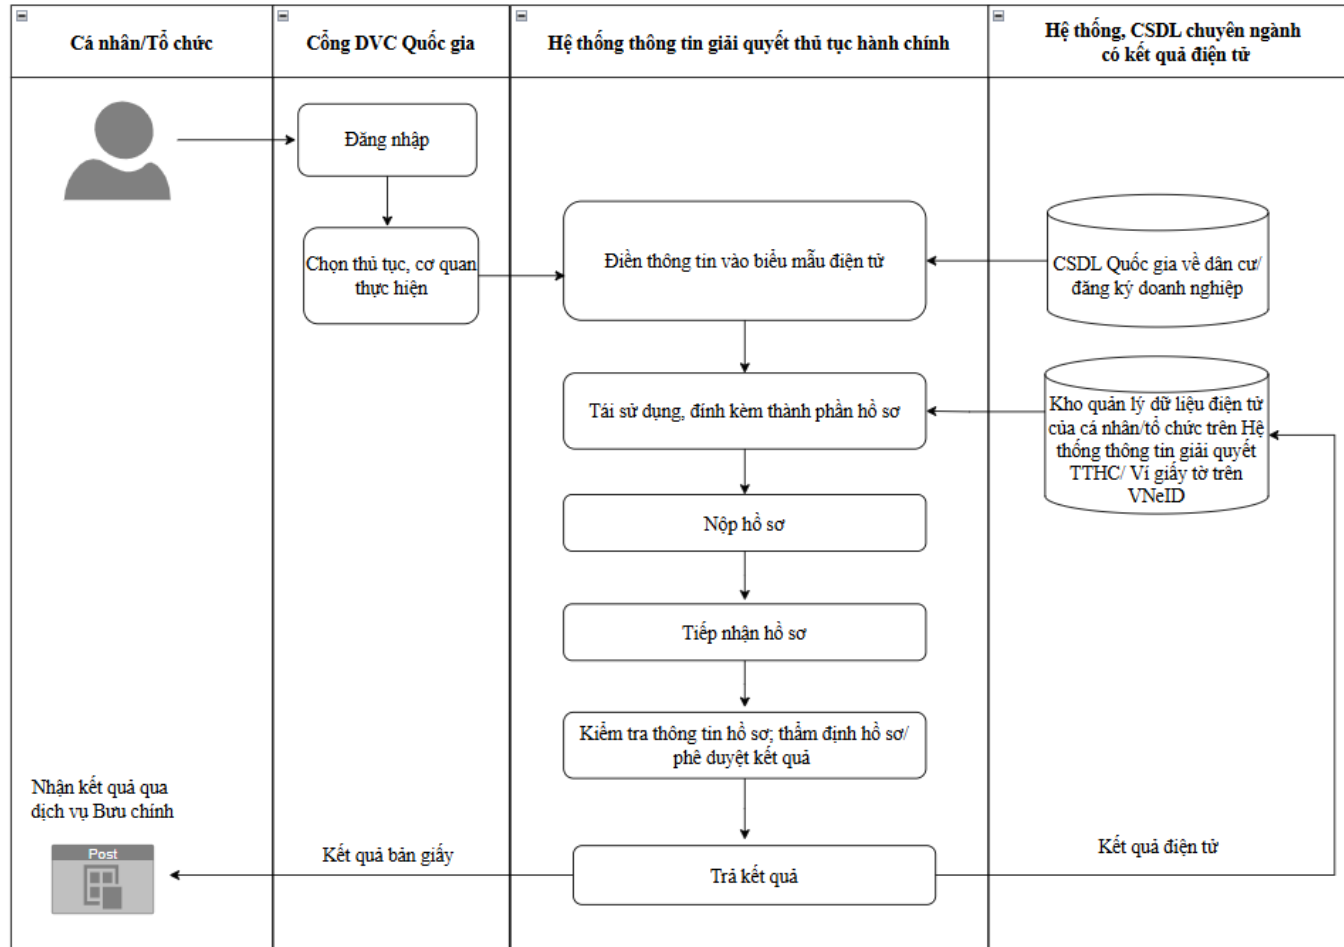 Cá nhân/Tổ chức
Cổng DVC Quốc gia
Hệ thống thông tin giải quyết thủ tục hành chính
Hệ thống, CSDL chuyên ngành
có kết quả điện tử
Đăng nhập
Chọn thủ tục, cơ quan
thực hiện
Điền thông tin vào biểu mẫu điện tử
CSDL Quốc gia về dân cư/
đăng ký doanh nghiệp
Tái sử dụng, đính kèm thành phần hồ sơ
Kho quản lý dữ liệu điện tử
của cá nhân/tổ chức trên Hệ
thống thông tin giải quyết
TTHC/ Ví giấy tờ trên
VNeID
Nộp hồ sơ
Tiếp nhận hồ sơ
Kiểm tra thông tin hồ sơ; thẩm định hồ sơ/
phê duyệt kết quả
Nhận kết quả qua
dịch vụ Bưu chính
Post
Kết quả bản giấy
Trả kết quả
Kết quả điện tử